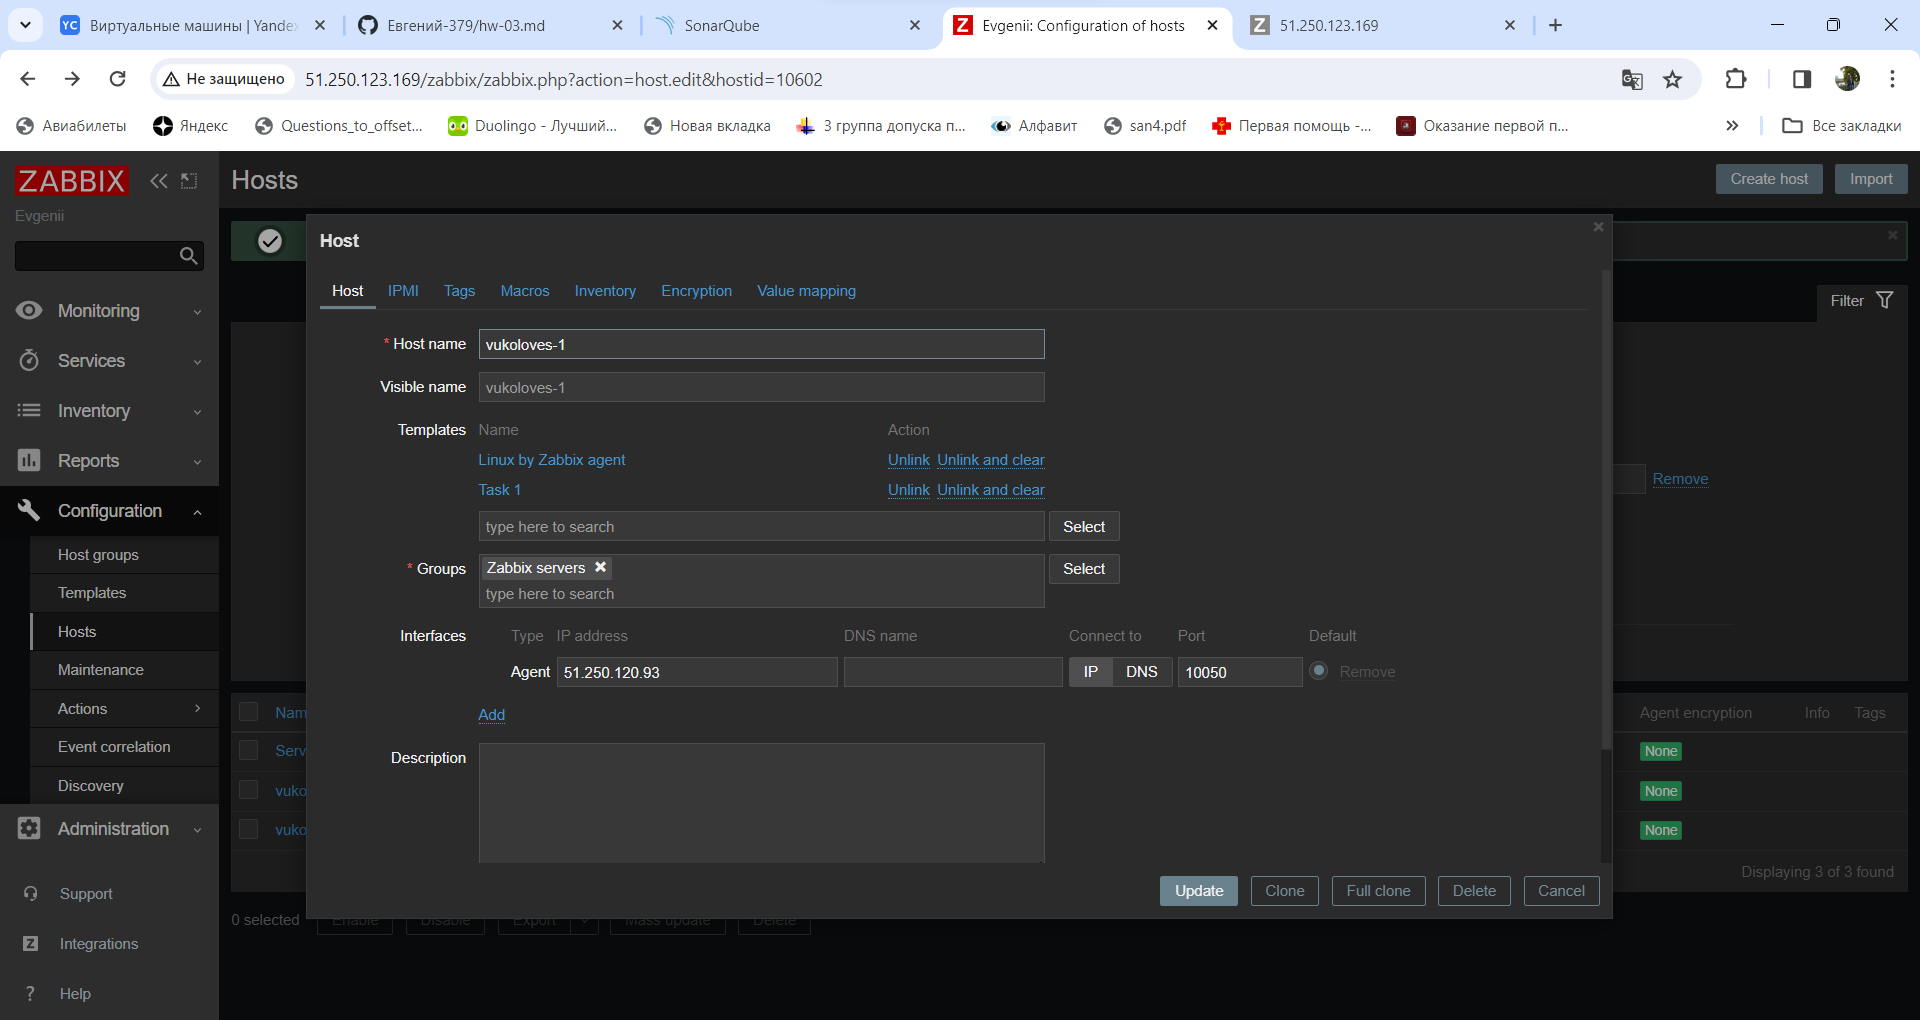 YC Виртуальные машины | Yande
Евгений-379/hw-03.md
SonarQube
Z Evgenii: Configuration of hosts
Z 51.250.123.169
Не защищено
51.250.123.169/zabbix/zabbix.php?action=host.edit&hostid=10602
Авиабилеты
Яндекс
Questions_to_offset...
Duolingo - Лучший...
Новая вкладка
3 группа допуска п...
Алфавит
san4.pdf
Первая помощь -...
Оказание первой п...
»
Все закладки
ZABBIX
Evgenii
Hosts
Create host
Import
Monitoring
Services
Inventory
Reports
Configuration
Host groups
Templates
Hosts
Maintenance
Actions
Event correlation
Discovery
Administration
Support
Z Integrations
? Help
Host
Host IPMI Tags Macros Inventory Encryption Value mapping
* Host name vukoloves-1
Visible name vukoloves-1
Templates Name Action
Linux by Zabbix agent Unlink Unlink and clear
Task 1 Unlink Unlink and clear
type here to search Select
* Groups Zabbix servers Select
type here to search
Interfaces Type IP address DNS name Connect to Port Default
Agent 51.250.120.93 IP DNS 10050 Remove
Add
Description
Update Clone Full clone Delete Cancel
Filter
Remove
Nam Agent encryption Info Tags
Serv None
vuko None
vuko None
Displaying 3 of 3 found
0 selected Enable Disable Export Mass update Delete